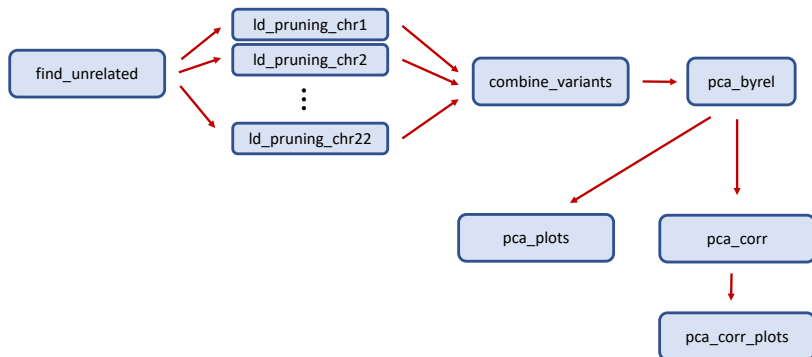 find_unrelated
ld_pruning_chr1
ld_pruning_chr2
⋮
ld_pruning_chr22
combine_variants
pca_byrel
pca_plots
pca_corr
pca_corr_plots